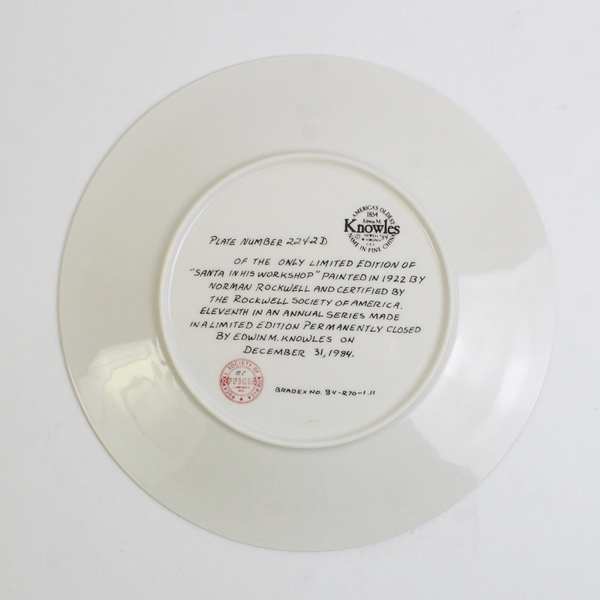 AMERICA'S OLDEST
1854
Edwin M.
Knowles
NAME IN FINE CHINA
PLATE NUMBER 2242D
OF THE ONLY LIMITED EDITION OF
"SANTA IN HIS WORKSHOP" PAINTED IN 1922 BY
NORMAN ROCKWELL AND CERTIFIED BY
THE ROCKWELL SOCIETY OF AMERICA.
ELEVENTH IN AN ANNUAL SERIES MADE
IN A LIMITED EDITION PERMANENTLY CLOSED
BY EDWIN M. KNOWLES ON
DECEMBER 31, 1984.
BRADEX NO. 84-R70-1.11